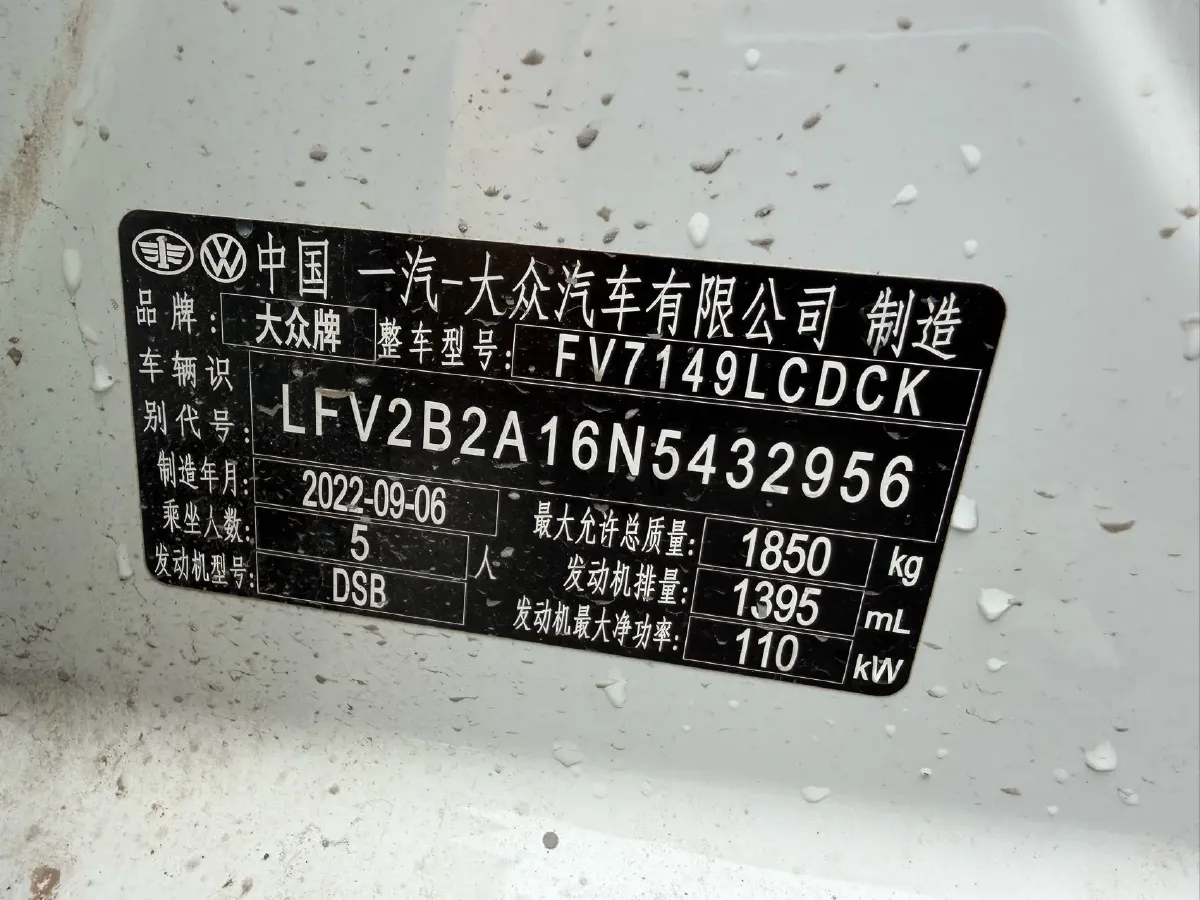 中国 一汽-大众汽车有限公司 制造
品牌: 大众牌 整车型号: FV7149LCDCK
车辆识
别代号: LFV2B2A16N5432956
制造年月: 2022-09-06
乘坐人数: 5 人
发动机型号: DSB
最大允许总质量: 1850 kg
发动机排量: 1395 mL
发动机最大净功率: 110 kW